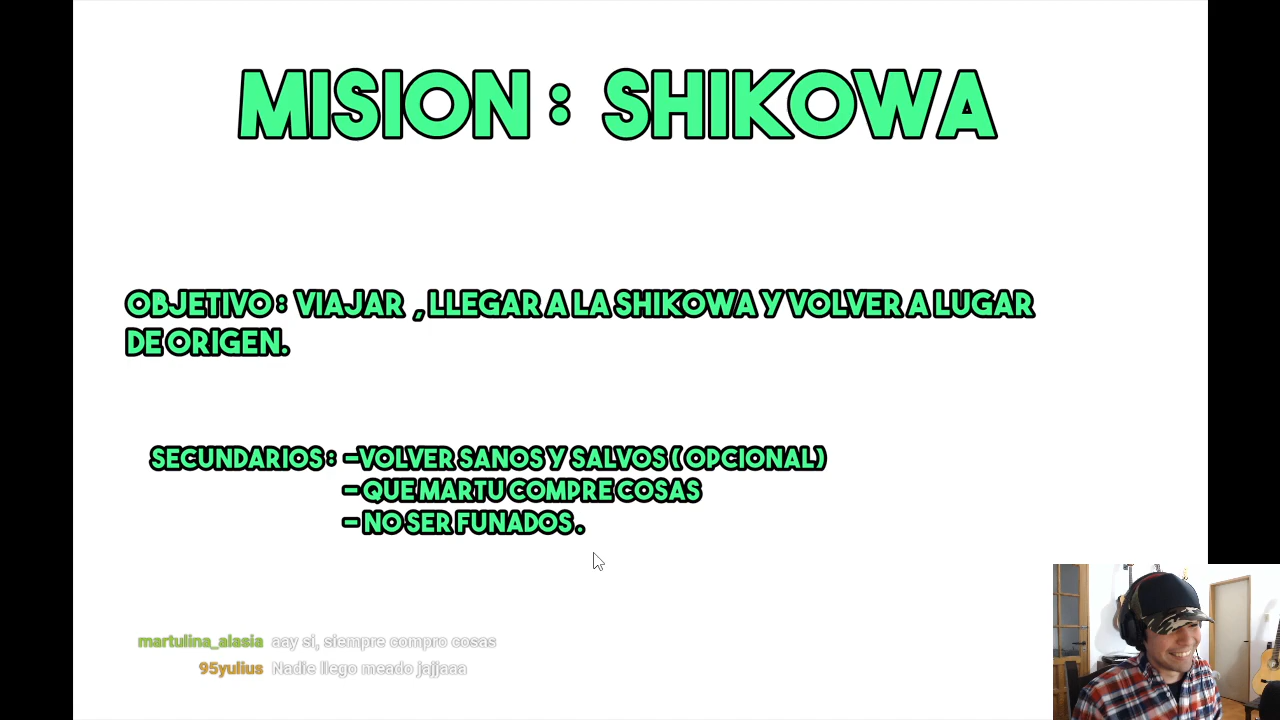 MISION : SHIKOWA
OBJETIVO : VIAJAR , LLEGAR A LA SHIKOWA Y VOLVER A LUGAR
DE ORIGEN.
SECUNDARIOS : -VOLVER SANOS Y SALVOS ( OPCIONAL)
- QUE MARTU COMPRE COSAS
- NO SER FUNADOS .
martulina_alasia aay si, siempre compro cosas
95yulius Nadie llego meado jajjaaa